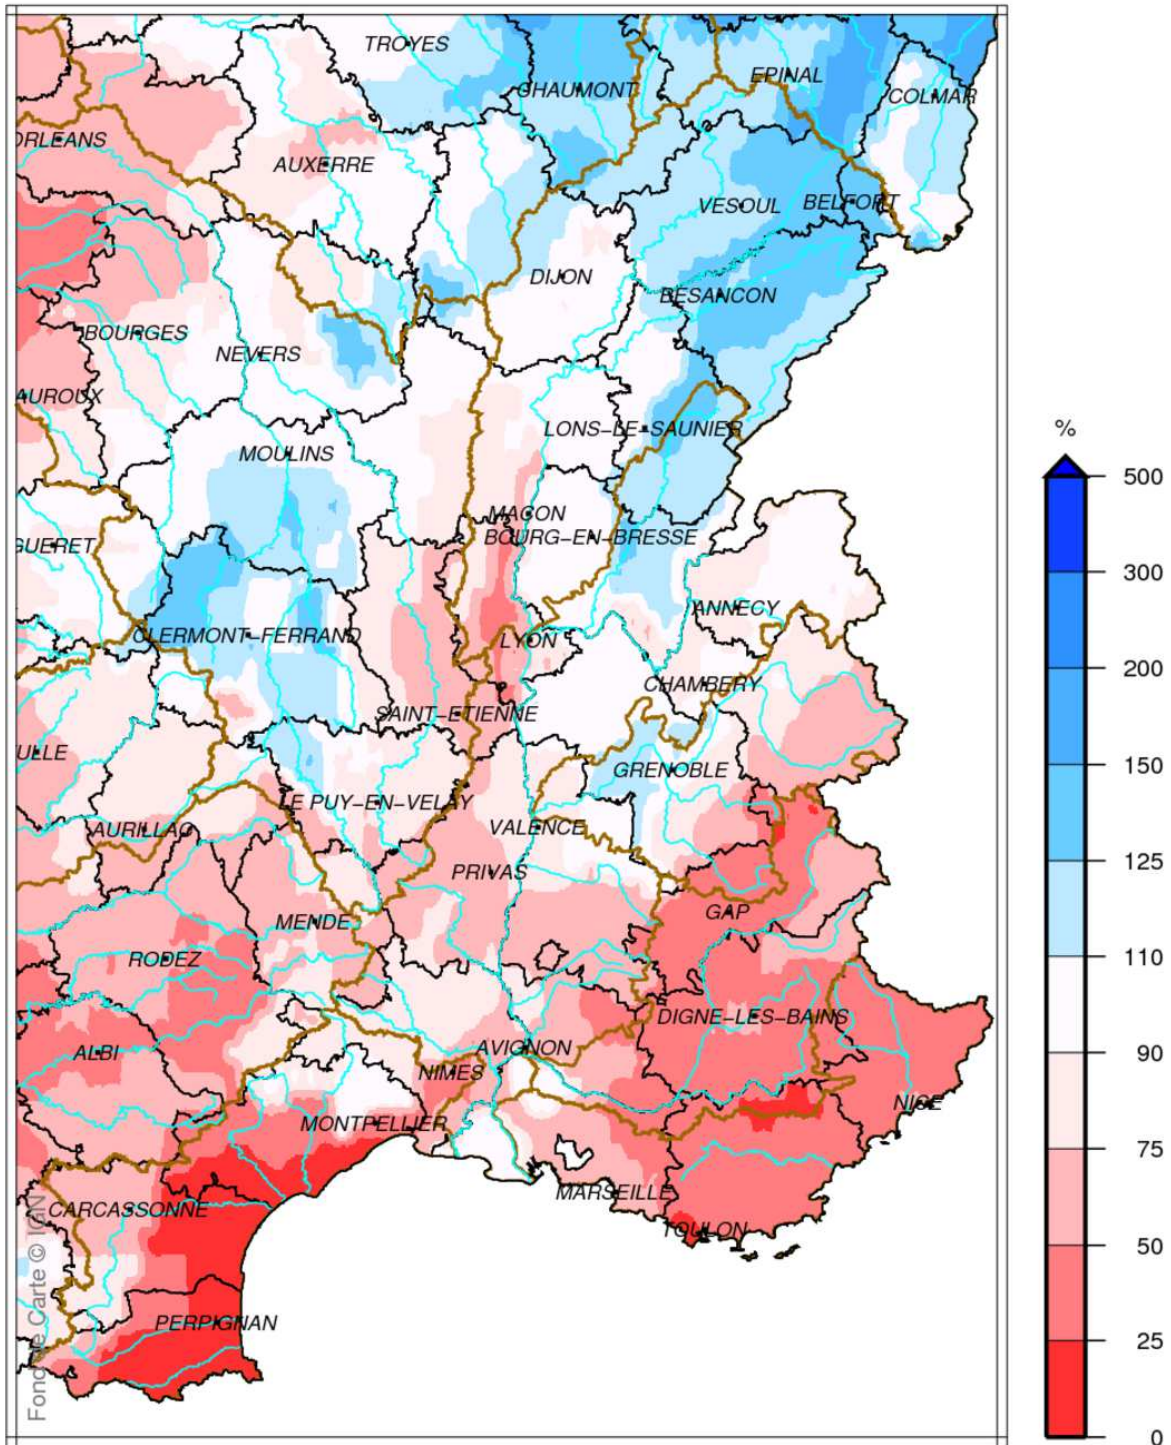 TROYES
EPINAL
CHAUMONT
COLMAR
ORLEANS
AUXERRE
VESOUL
BELFORT
DIJON
BESANCON
BOURGES
NEVERS
AUROUX
LONS-LE-SAUNIER
%
MOULINS
500
MACON
BOURG-EN-BRESSE
GUERET
300
ANNECY
CLERMONT-FERRAND
LYON
200
CHAMBERY
SAINT-ETIENNE
ULLE
150
GRENOBLE
LE PUY-EN-VELAY
AURILLAC
VALENCE
125
PRIVAS
GAP
MENDE
RODEZ
110
DIGNE-LES-BAINS
AVIGNON
ALBI
90
NIMES
NICE
MONTPELLIER
75
MARSEILLE
CARCASSONNE
TOULON
50
PERPIGNAN
25
0
Fond de Carte © IGN